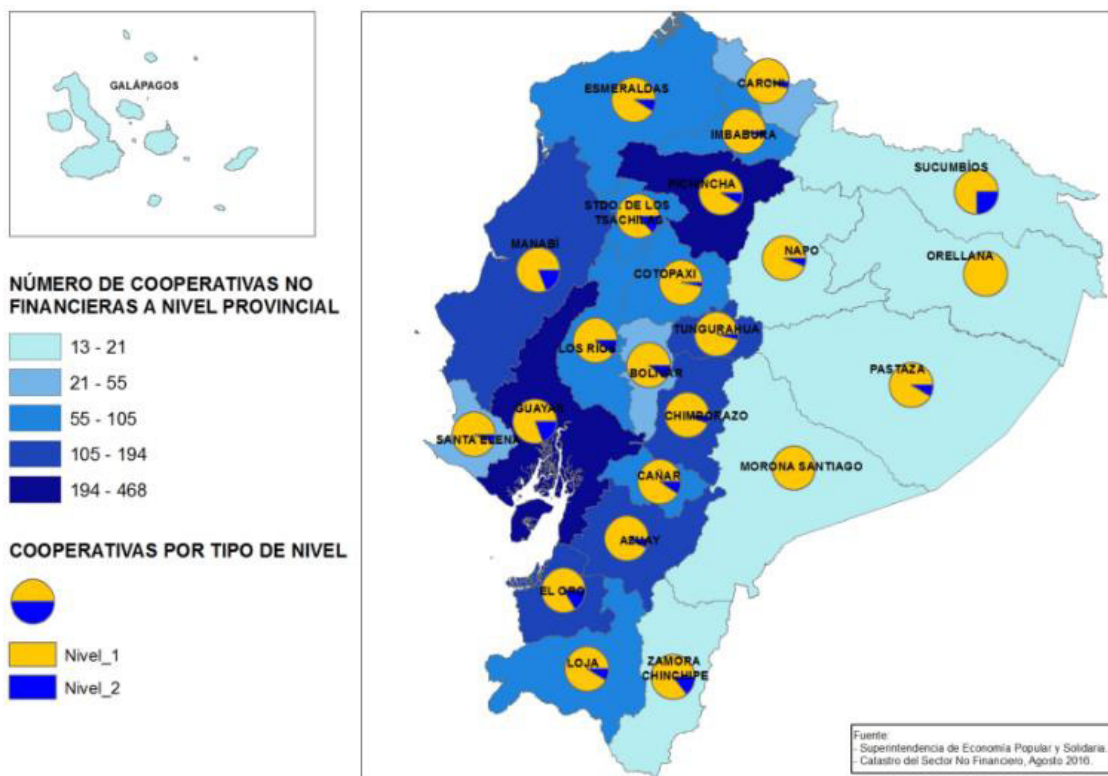 GALÁPAGOS
NÚMERO DE COOPERATIVAS NO
FINANCIERAS A NIVEL PROVINCIAL
13 - 21
21 - 55
55 - 105
105 - 194
194 - 468
COOPERATIVAS POR TIPO DE NIVEL
Nivel_1
Nivel_2
ESMERALDAS
CARCHI
IMBABURA
SUCUMBÍOS
PICHINCHA
STDO. DE LOS
TSACHILAS
MANABÍ
NAPO
ORELLANA
COTOPAXI
TUNGURAHUA
LOS RÍOS
BOLIVAR
PASTAZA
GUAYAS
CHIMBORAZO
SANTA ELENA
MORONA SANTIAGO
CAÑAR
AZUAY
EL ORO
LOJA
ZAMORA
CHINCHIPE
Fuente:
- Superintendencia de Economía Popular y Solidaria.
- Catastro del Sector No Financiero, Agosto 2016.